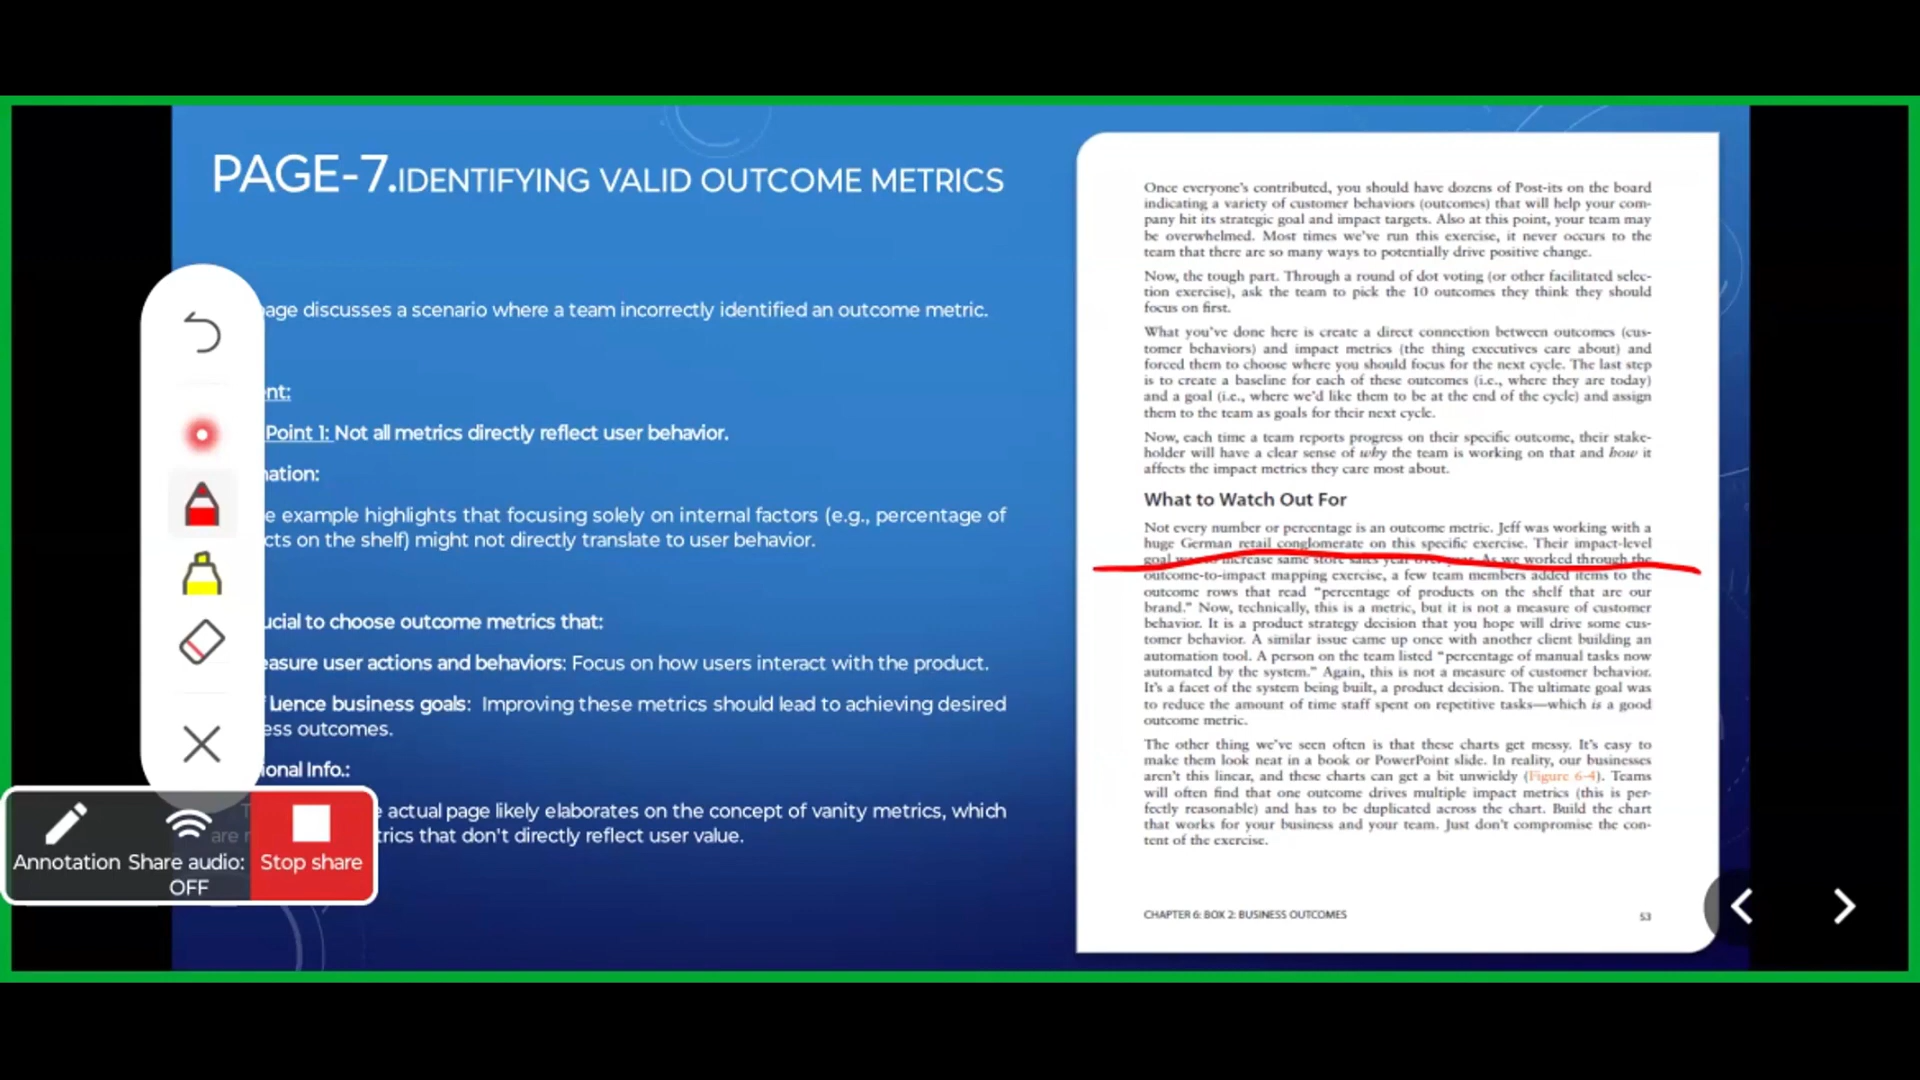 PAGE-7.IDENTIFYING VALID OUTCOME METRICS
age discusses a scenario where a team incorrectly identified an outcome metric.
nt:
Point 1: Not all metrics directly reflect user behavior.
nation:
e example highlights that focusing solely on internal factors (e.g., percentage of
cts on the shelf) might not directly translate to user behavior.
ucial to choose outcome metrics that:
easure user actions and behaviors: Focus on how users interact with the product.
fluence business goals: Improving these metrics should lead to achieving desired
ess outcomes.
ional Info.:
e actual page likely elaborates on the concept of vanity metrics, which
are trics that don't directly reflect user value.
Annotation
Share audio:
OFF
Stop share
Once everyone's contributed, you should have dozens of Post-its on the board
indicating a variety of customer behaviors (outcomes) that will help your com-
pany hit its strategic goal and impact targets. Also at this point, your team may
be overwhelmed. Most times we've run this exercise, it never occurs to the
team that there are so many ways to potentially drive positive change.
Now, the tough part. Through a round of dot voting (or other facilitated selec-
tion exercise), ask the team to pick the 10 outcomes they think they should
focus on first.
What you've done here is create a direct connection between outcomes (cus-
tomer behaviors) and impact metrics (the thing executives care about) and
forced them to choose where you should focus for the next cycle. The last step
is to create a baseline for each of these outcomes (i.e., where they are today)
and a goal (i.e., where we'd like them to be at the end of the cycle) and assign
them to the team as goals for their next cycle.
Now, each time a team reports progress on their specific outcome, their stake-
holder will have a clear sense of why the team is working on that and how it
affects the impact metrics they care most about.
What to Watch Out For
Not every number or percentage is an outcome metric. Jeff was working with a
huge German retail conglomerate on this specific exercise. Their impact-level
goal was to increase same store sales year over year. As we worked through the
outcome-to-impact mapping exercise, a few team members added items to the
outcome rows that read "percentage of products on the shelf that are our
brand." Now, technically, this is a metric, but it is not a measure of customer
behavior. It is a product strategy decision that you hope will drive some cus-
tomer behavior. A similar issue came up once with another client building an
automation tool. A person on the team listed "percentage of manual tasks now
automated by the system." Again, this is not a measure of customer behavior.
It's a facet of the system being built, a product decision. The ultimate goal was
to reduce the amount of time staff spent on repetitive tasks—which is a good
outcome metric.
The other thing we've seen often is that these charts get messy. It's easy to
make them look neat in a book or PowerPoint slide. In reality, our businesses
aren't this linear, and these charts can get a bit unwieldy (Figure 6-4). Teams
will often find that one outcome drives multiple impact metrics (this is per-
fectly reasonable) and has to be duplicated across the chart. Build the chart
that works for your business and your team. Just don't compromise the con-
tent of the exercise.
CHAPTER 6: BOX 2: BUSINESS OUTCOMES 53